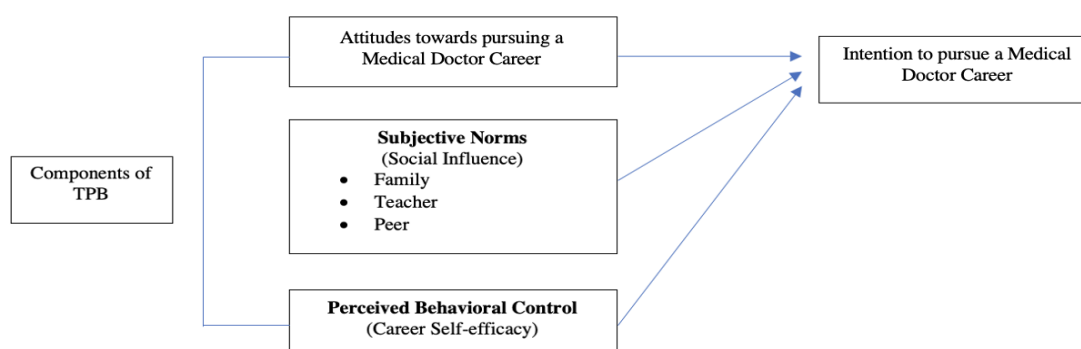 Attitudes towards pursuing a
Medical Doctor Career
Intention to pursue a Medical
Doctor Career
Subjective Norms
(Social Influence)
• Family
• Teacher
• Peer
Components of
TPB
Perceived Behavioral Control
(Career Self-efficacy)